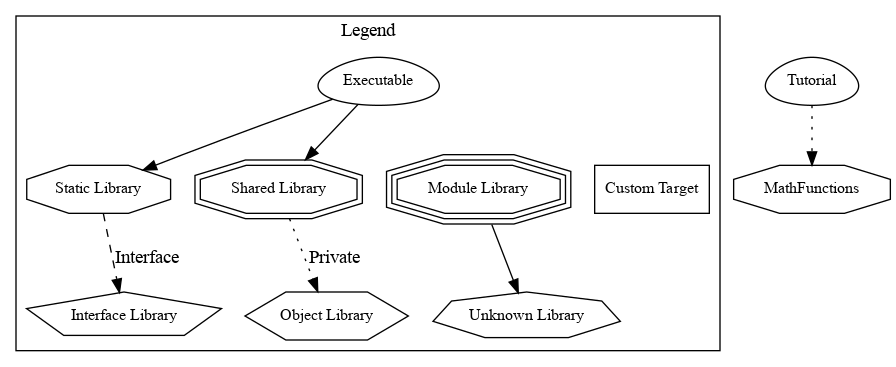 Legend
Executable
Tutorial
Static Library
Shared Library
Module Library
Custom Target
MathFunctions
Interface
Private
Interface Library
Object Library
Unknown Library